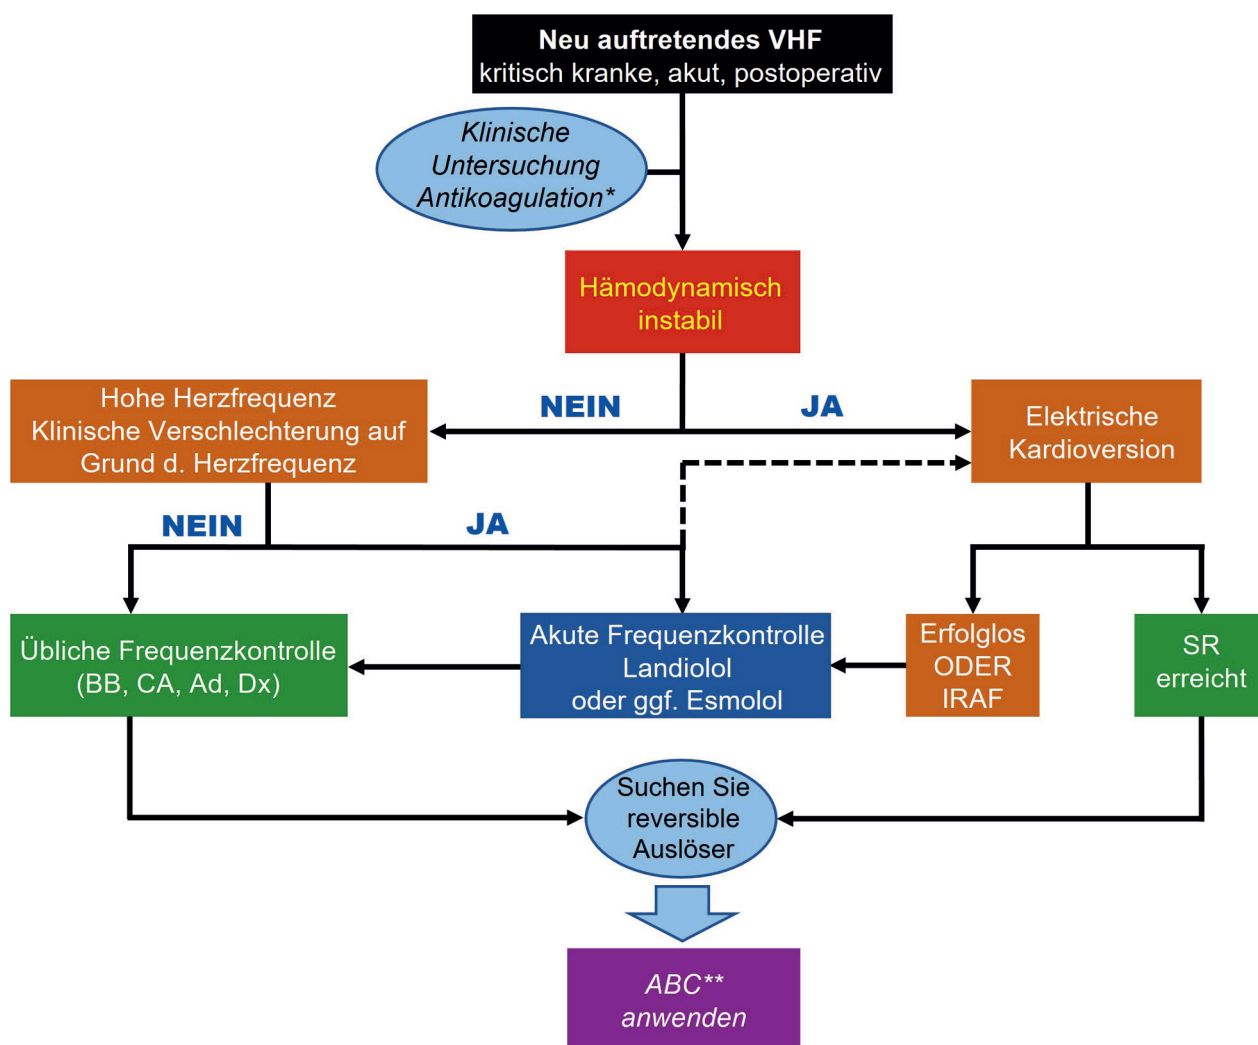 Neu auftretendes VHF
kritisch kranke, akut, postoperativ
Klinische
Untersuchung
Antikoagulation*
Hämodynamisch
instabil
Hohe Herzfrequenz
Klinische Verschlechterung auf
Grund d. Herzfrequenz
NEIN
JA
Elektrische
Kardioversion
NEIN
JA
Übliche Frequenzkontrolle
(BB, CA, Ad, Dx)
Akute Frequenzkontrolle
Landiolol
oder ggf. Esmolol
Erfolglos
ODER
IRAF
SR
erreicht
Suchen Sie
reversible
Auslöser
ABC**
anwenden